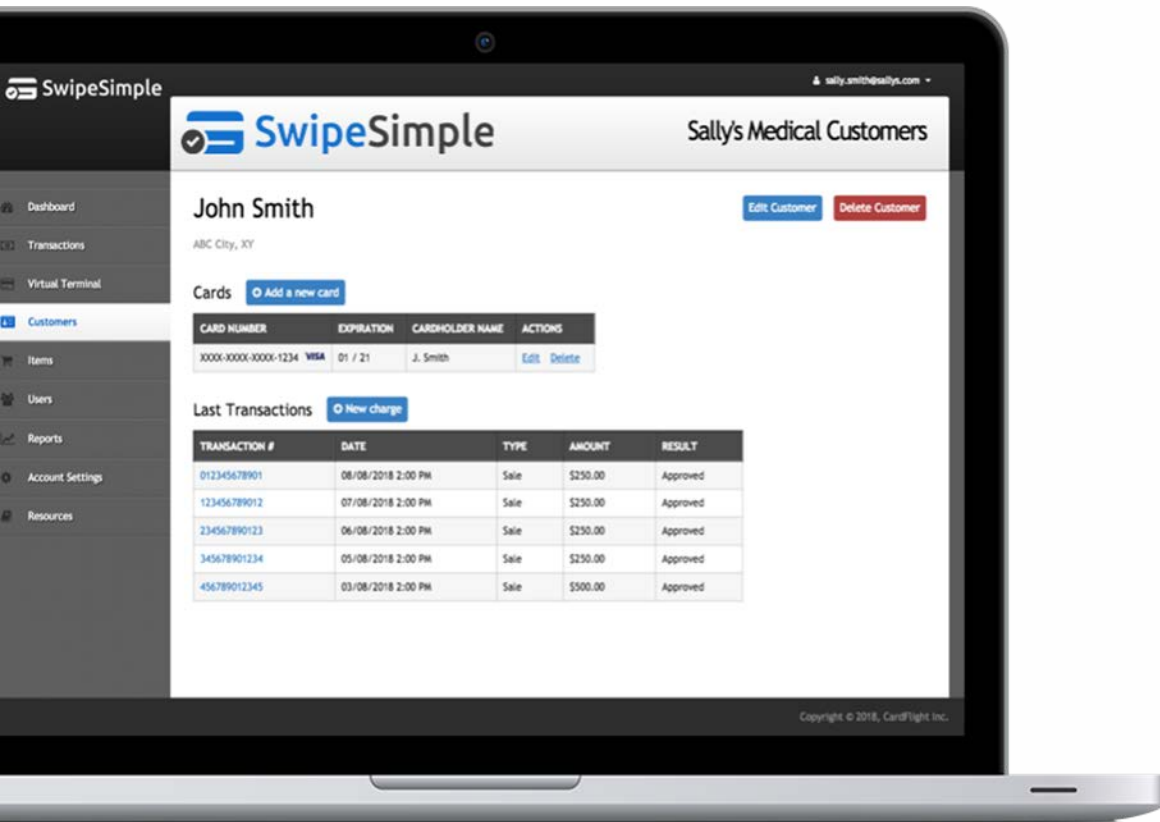 SwipeSimple
sally.smith@sallys.com
SwipeSimple
Sally's Medical Customers
Dashboard
Transactions
Virtual Terminal
Customers
Items
Users
Reports
Account Settings
Resources
John Smith
Edit Customer Delete Customer
ABC City, XY
Cards Add a new card
CARD NUMBER EXPIRATION CARDHOLDER NAME ACTIONS
XXXX-XXXX-XXXX-1234 VISA 01 / 21 J. Smith Edit Delete
Last Transactions New charge
TRANSACTION # DATE TYPE AMOUNT RESULT
012345678901 08/08/2018 2:00 PM Sale $250.00 Approved
123456789012 07/08/2018 2:00 PM Sale $250.00 Approved
234567890123 06/08/2018 2:00 PM Sale $250.00 Approved
345678901234 05/08/2018 2:00 PM Sale $250.00 Approved
456789012345 03/08/2018 2:00 PM Sale $500.00 Approved
Copyright © 2018, CardFlight Inc.